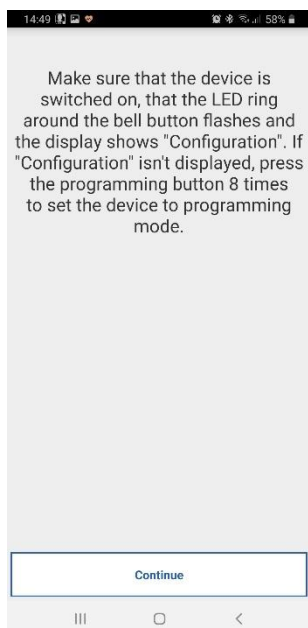 14:49 58%
Make sure that the device is
switched on, that the LED ring
around the bell button flashes and
the display shows "Configuration". If
"Configuration" isn't displayed, press
the programming button 8 times
to set the device to programming
mode.
Continue